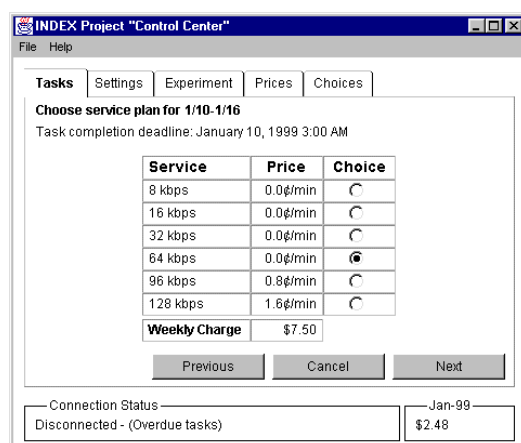 INDEX Project "Control Center"
File Help
Tasks Settings Experiment Prices Choices
Choose service plan for 1/10-1/16
Task completion deadline: January 10, 1999 3:00 AM
Service Price Choice
8 kbps 0.0¢/min
16 kbps 0.0¢/min
32 kbps 0.0¢/min
64 kbps 0.0¢/min
96 kbps 0.8¢/min
128 kbps 1.6¢/min
Weekly Charge $7.50
Previous Cancel Next
Connection Status Jan-99
Disconnected - (Overdue tasks) $2.48